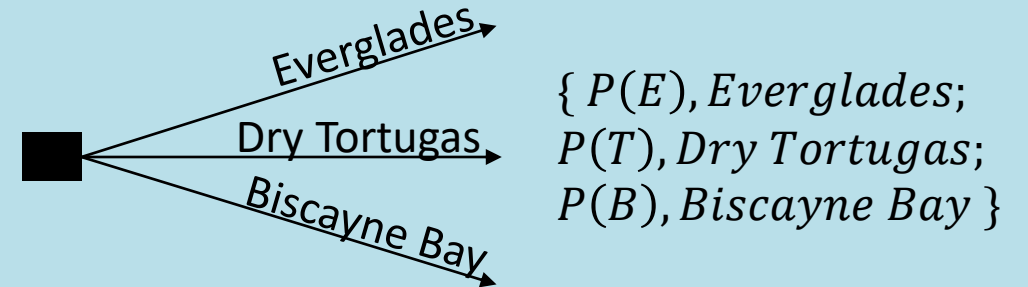 Everglades
Dry Tortugas
Biscayne Bay
{ P(E), Everglades;
P(T), Dry Tortugas;
P(B), Biscayne Bay }